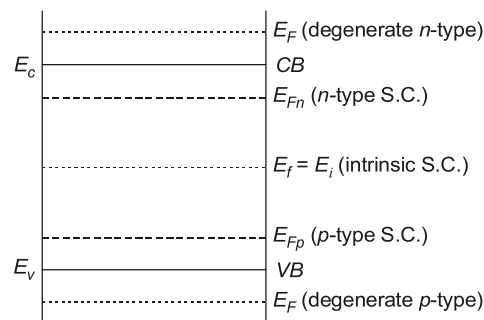 E_F (degenerate n-type)
E_c CB
E_Fn (n-type S.C.)
E_f = E_i (intrinsic S.C.)
E_Fp (p-type S.C.)
E_v VB
E_F (degenerate p-type)